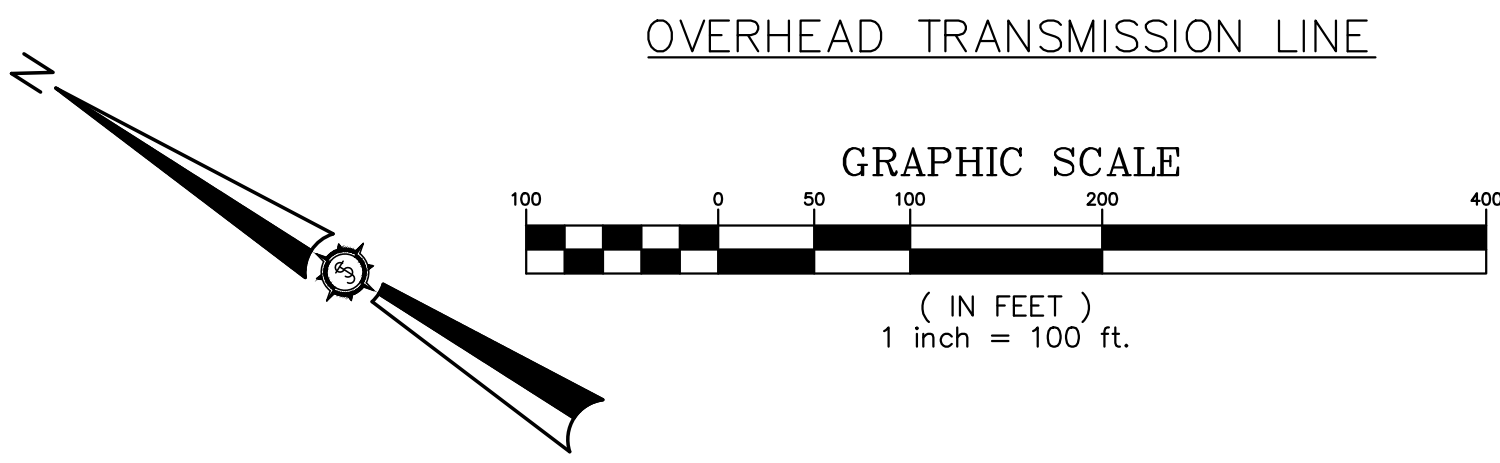 OVERHEAD TRANSMISSION LINE
N
GRAPHIC SCALE
100 0 50 100 200 400
( IN FEET )
1 inch = 100 ft.